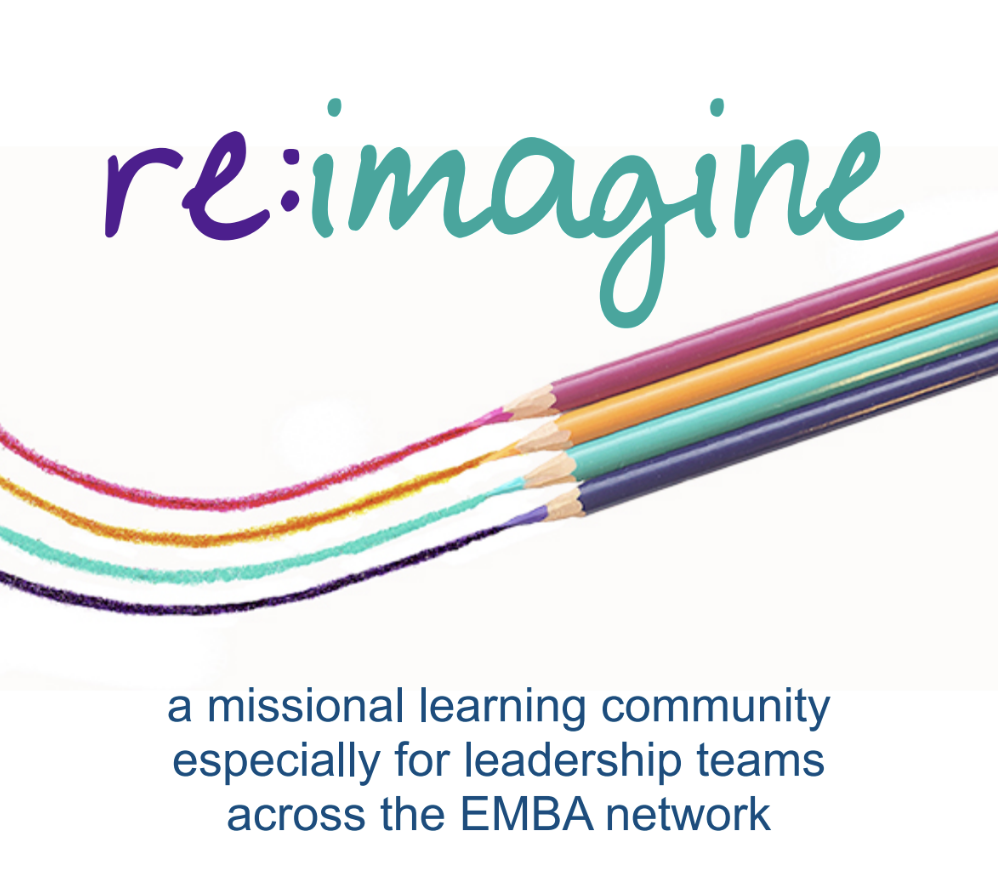 re:imagine
a missional learning community
especially for leadership teams
across the EMBA network